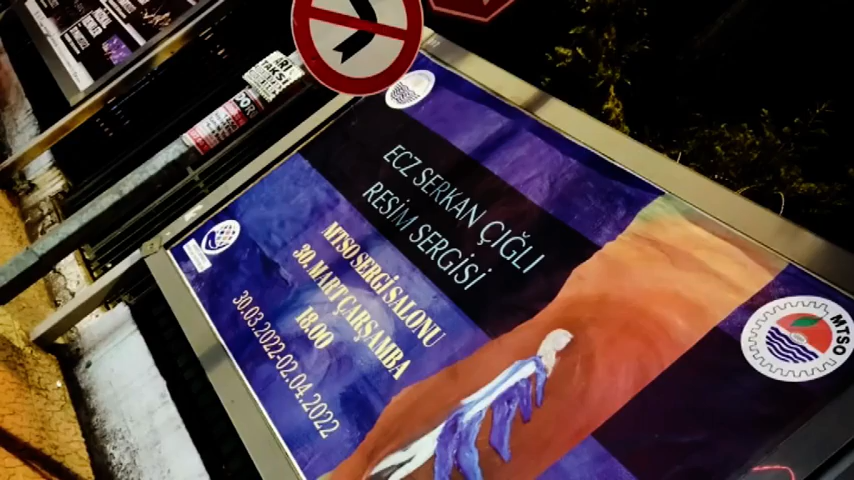 ECZ SERKAN ÇIĞLI
RESİM SERGİSİ
MTSO SERGİ SALONU
30. MART ÇARŞAMBA
18.00
30.03.2022-02.04.2022
MTSO